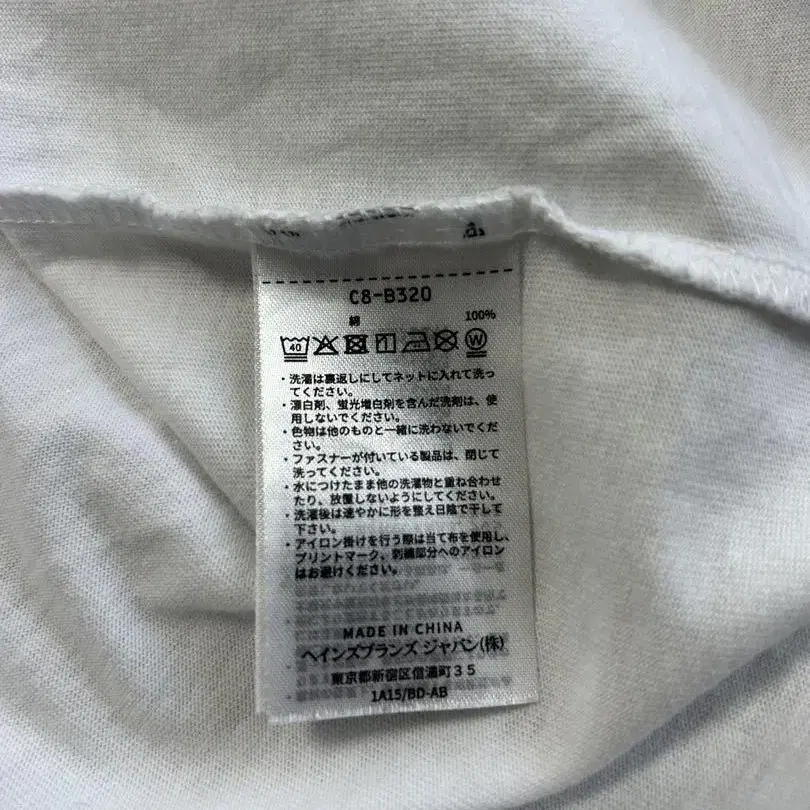 C8-B320
綿 100%
40
W
・洗濯は裏返しにしてネットに入れて洗っ
てください。
・漂白剤、蛍光増白剤を含んだ洗剤は、使
用しないでください。
・色物は他のものと一緒に洗わないでくだ
さい。
・ファスナーが付いている製品は、閉じて
洗ってください。
・水につけたまま他の洗濯物と重ね合わせ
たり、放置しないようにしてください。
・洗濯後は速やかに形を整え日陰で干して
下さい。
・アイロン掛けを行う際は当て布を使用し、
プリントマーク、刺繍部分へのアイロン
はお避けください。
MADE IN CHINA
ヘインズブランズ ジャパン(株)
東京都新宿区信濃町35
1A15/BD-AB